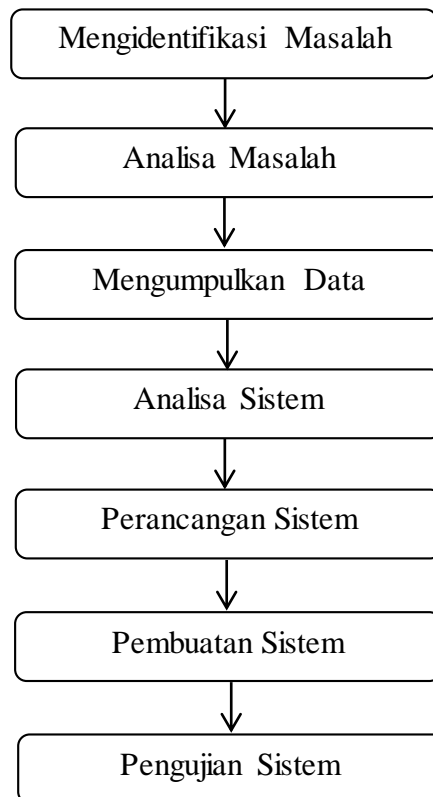 Mengidentifikasi Masalah
Analisa Masalah
Mengumpulkan Data
Analisa Sistem
Perancangan Sistem
Pembuatan Sistem
Pengujian Sistem